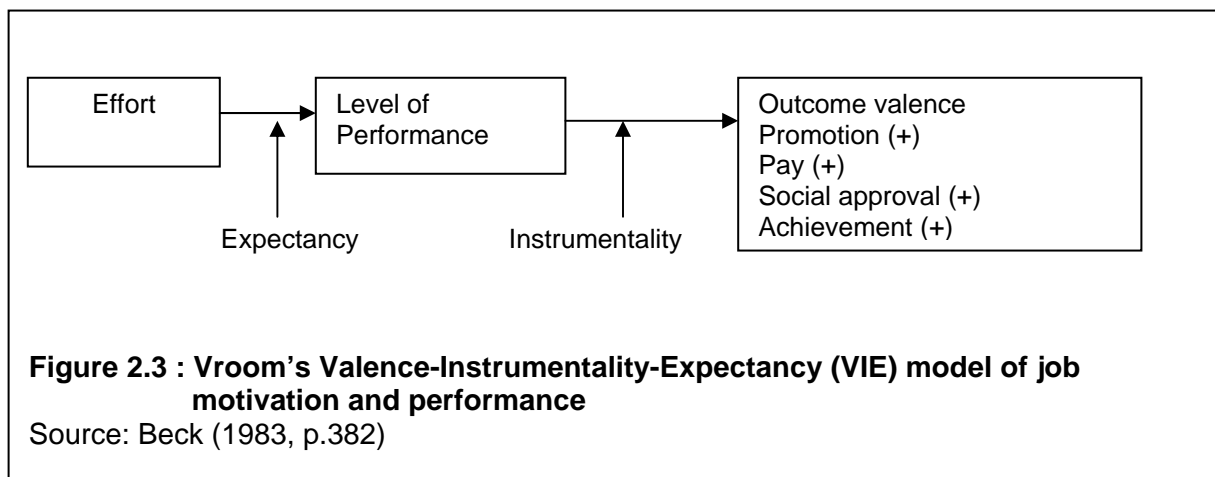 Effort
Level of
Performance
Outcome valence
Promotion (+)
Pay (+)
Social approval (+)
Achievement (+)
Expectancy
Instrumentality
Figure 2.3 : Vroom’s Valence-Instrumentality-Expectancy (VIE) model of job
motivation and performance
Source: Beck (1983, p.382)